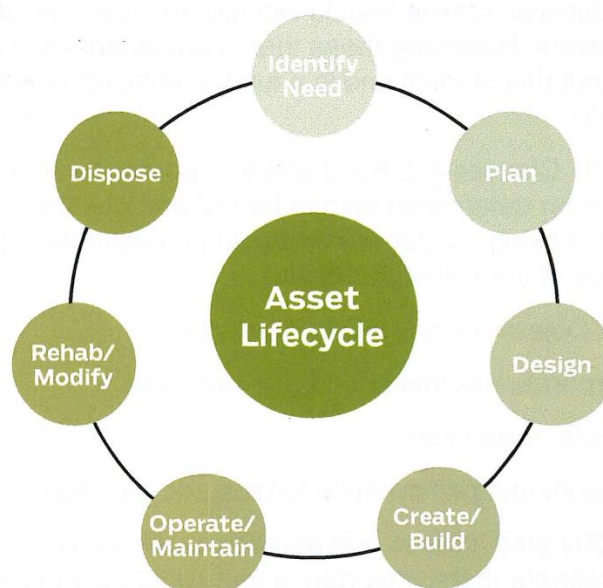 Identify
Need
Plan
Design
Create/
Build
Operate/
Maintain
Rehab/
Modify
Dispose
Asset
Lifecycle